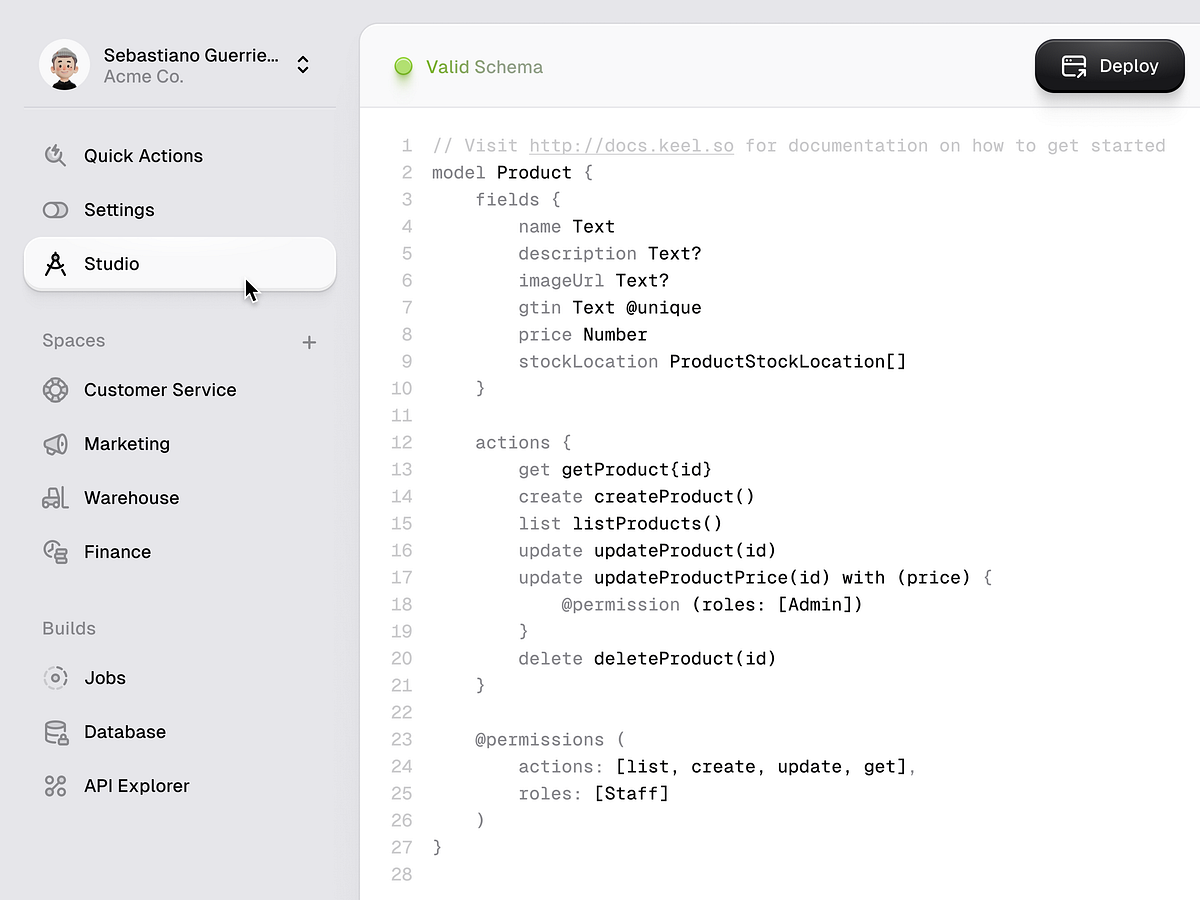 Sebastiano Guerrie...
Acme Co.
Quick Actions
Settings
Studio
Spaces
+
Customer Service
Marketing
Warehouse
Finance
Builds
Jobs
Database
API Explorer
Valid Schema
Deploy
1 // Visit http://docs.keel.so for documentation on how to get started
2 model Product {
3     fields {
4         name Text
5         description Text?
6         imageUrl Text?
7         gtin Text @unique
8         price Number
9         stockLocation ProductStockLocation[]
10     }
11
12     actions {
13         get getProduct{id}
14         create createProduct()
15         list listProducts()
16         update updateProduct(id)
17         update updateProductPrice(id) with (price) {
18             @permission (roles: [Admin])
19         }
20         delete deleteProduct(id)
21     }
22
23     @permissions (
24         actions: [list, create, update, get],
25         roles: [Staff]
26     )
27 }
28